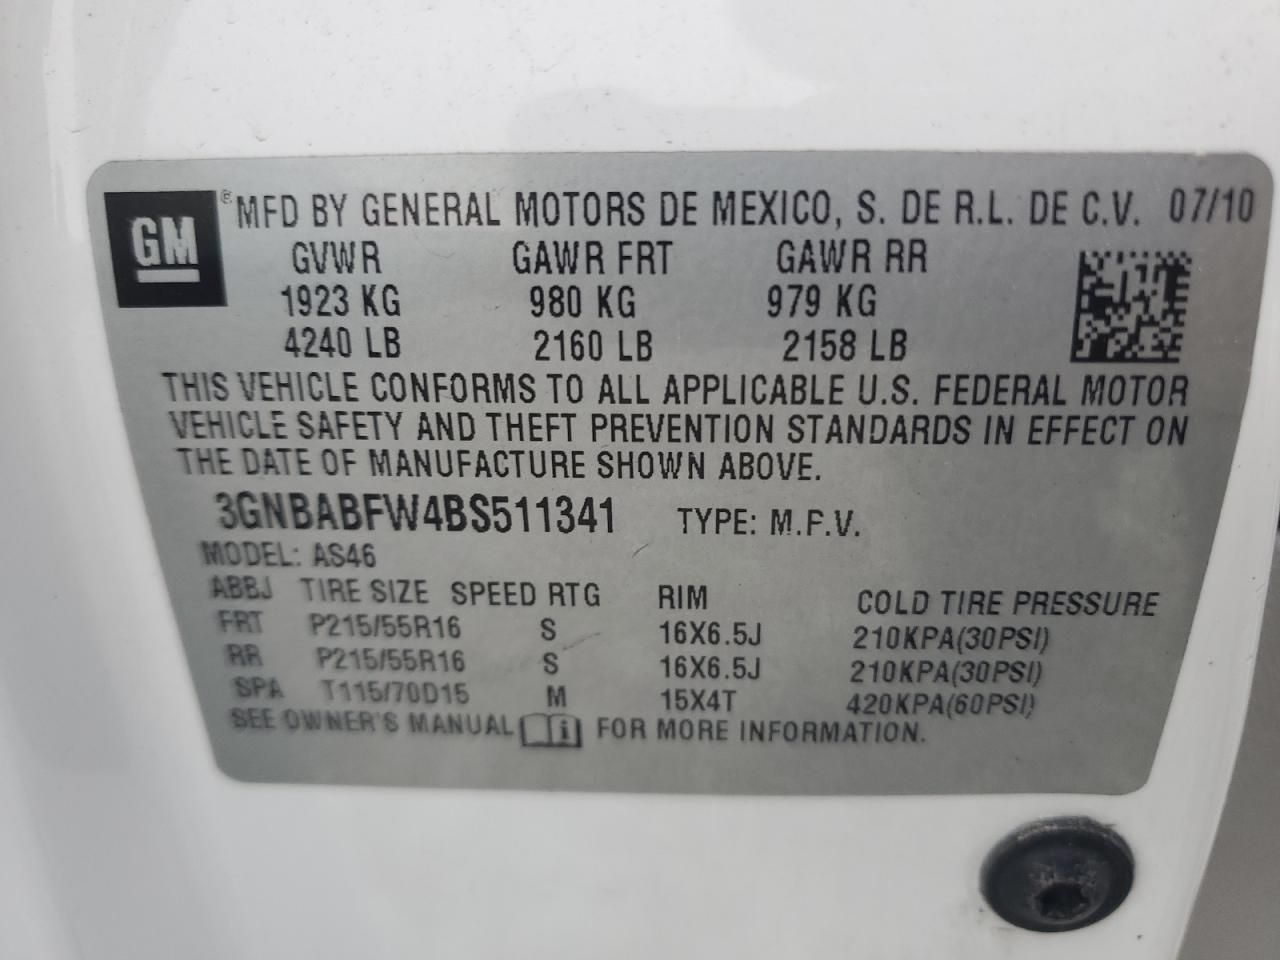 GM ® MFD BY GENERAL MOTORS DE MEXICO, S. DE R.L. DE C.V. 07/10
GVWR GAWR FRT GAWR RR
1923 KG 980 KG 979 KG
4240 LB 2160 LB 2158 LB
THIS VEHICLE CONFORMS TO ALL APPLICABLE U.S. FEDERAL MOTOR
VEHICLE SAFETY AND THEFT PREVENTION STANDARDS IN EFFECT ON
THE DATE OF MANUFACTURE SHOWN ABOVE.
3GNBABFW4BS511341 TYPE: M.P.V.
MODEL: AS46
ABBJ TIRE SIZE SPEED RTG RIM COLD TIRE PRESSURE
FRT P215/55R16 S 16X6.5J 210KPA(30PSI)
RR P215/55R16 S 16X6.5J 210KPA(30PSI)
SPA T115/70D15 M 15X4T 420KPA(60PSI)
SEE OWNER'S MANUAL i FOR MORE INFORMATION.